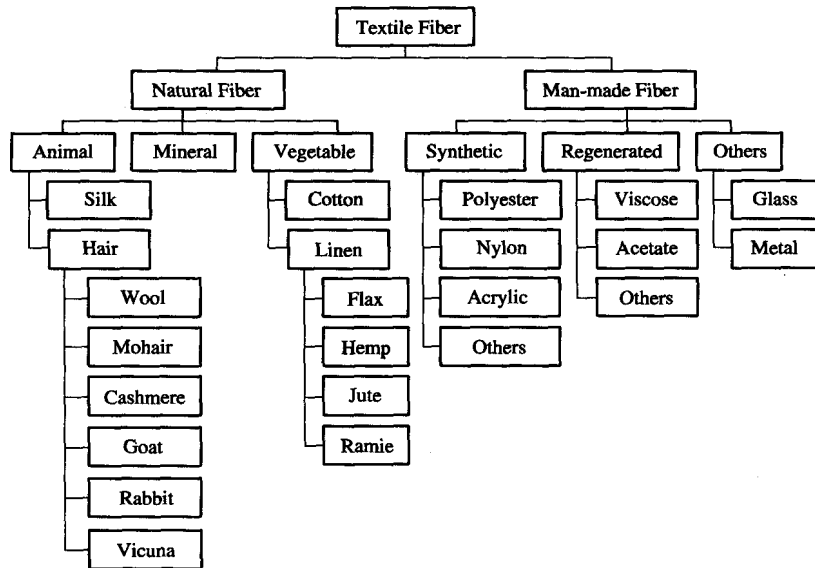 Textile Fiber
Natural Fiber
Man-made Fiber
Animal
Mineral
Vegetable
Synthetic
Regenerated
Others
Silk
Hair
Wool
Mohair
Cashmere
Goat
Rabbit
Vicuna
Cotton
Linen
Flax
Hemp
Jute
Ramie
Polyester
Nylon
Acrylic
Others
Viscose
Acetate
Others
Glass
Metal